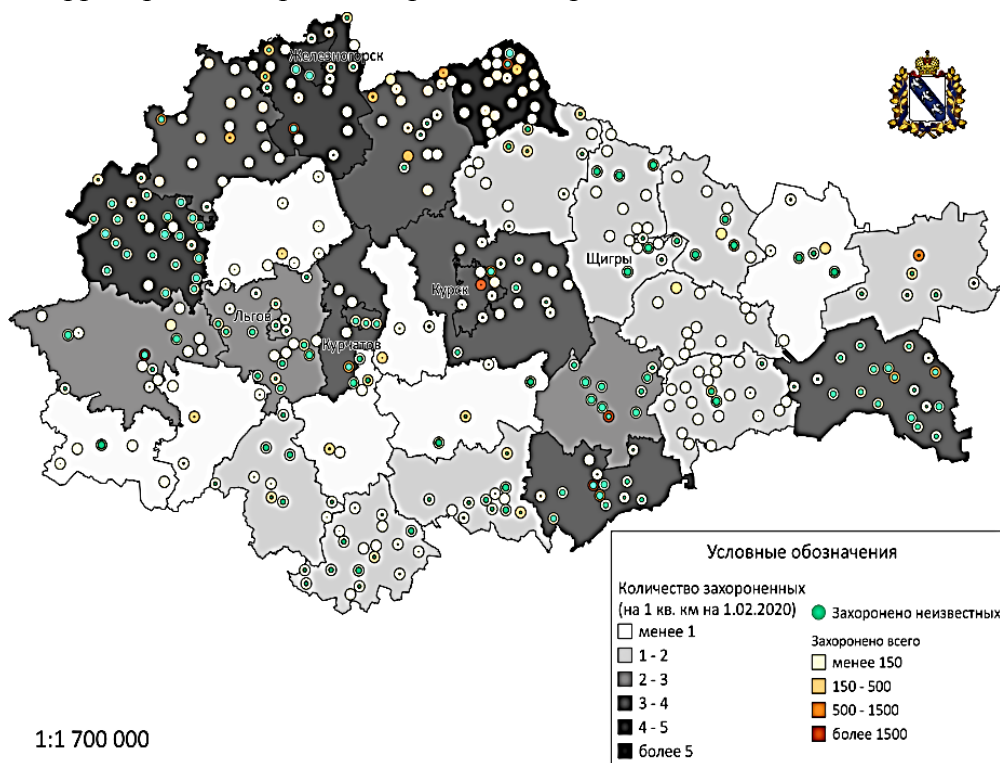 Железногорск
Щигры
Курск
Льгов
Курчатов
Условные обозначения
Количество захороненных
(на 1 кв. км на 1.02.2020)
менее 1
1 - 2
2 - 3
3 - 4
4 - 5
более 5
Захоронено неизвестных
Захоронено всего
менее 150
150 - 500
500 - 1500
более 1500
1:1 700 000